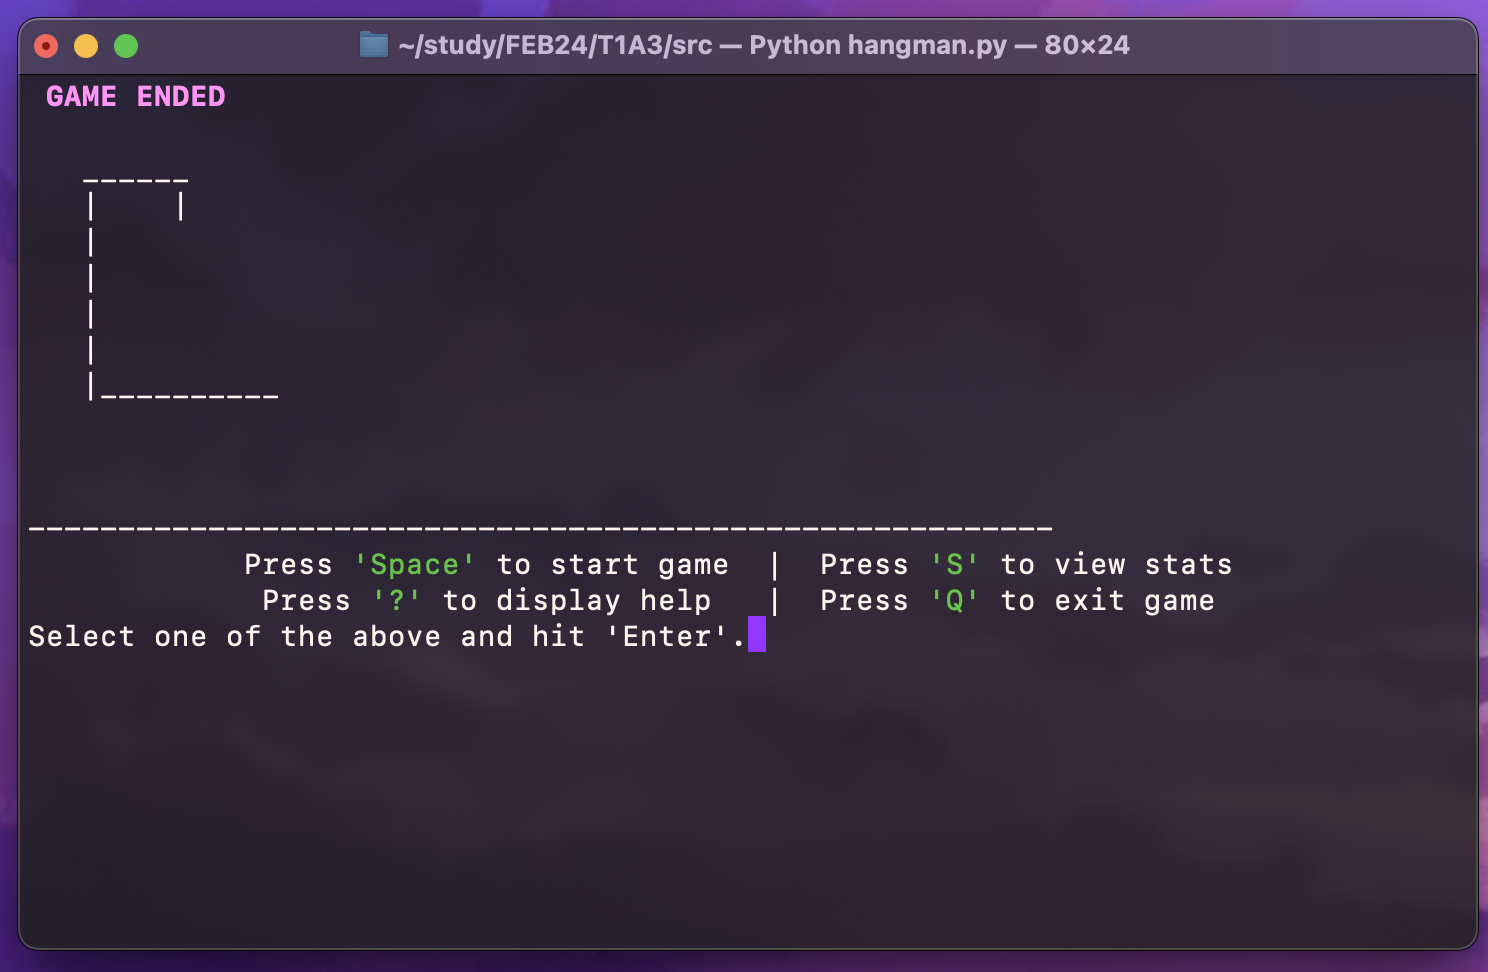 ~/study/FEB24/T1A3/src — Python hangman.py — 80×24
GAME ENDED
Press 'Space' to start game | Press 'S' to view stats
Press '?' to display help | Press 'Q' to exit game
Select one of the above and hit 'Enter'.